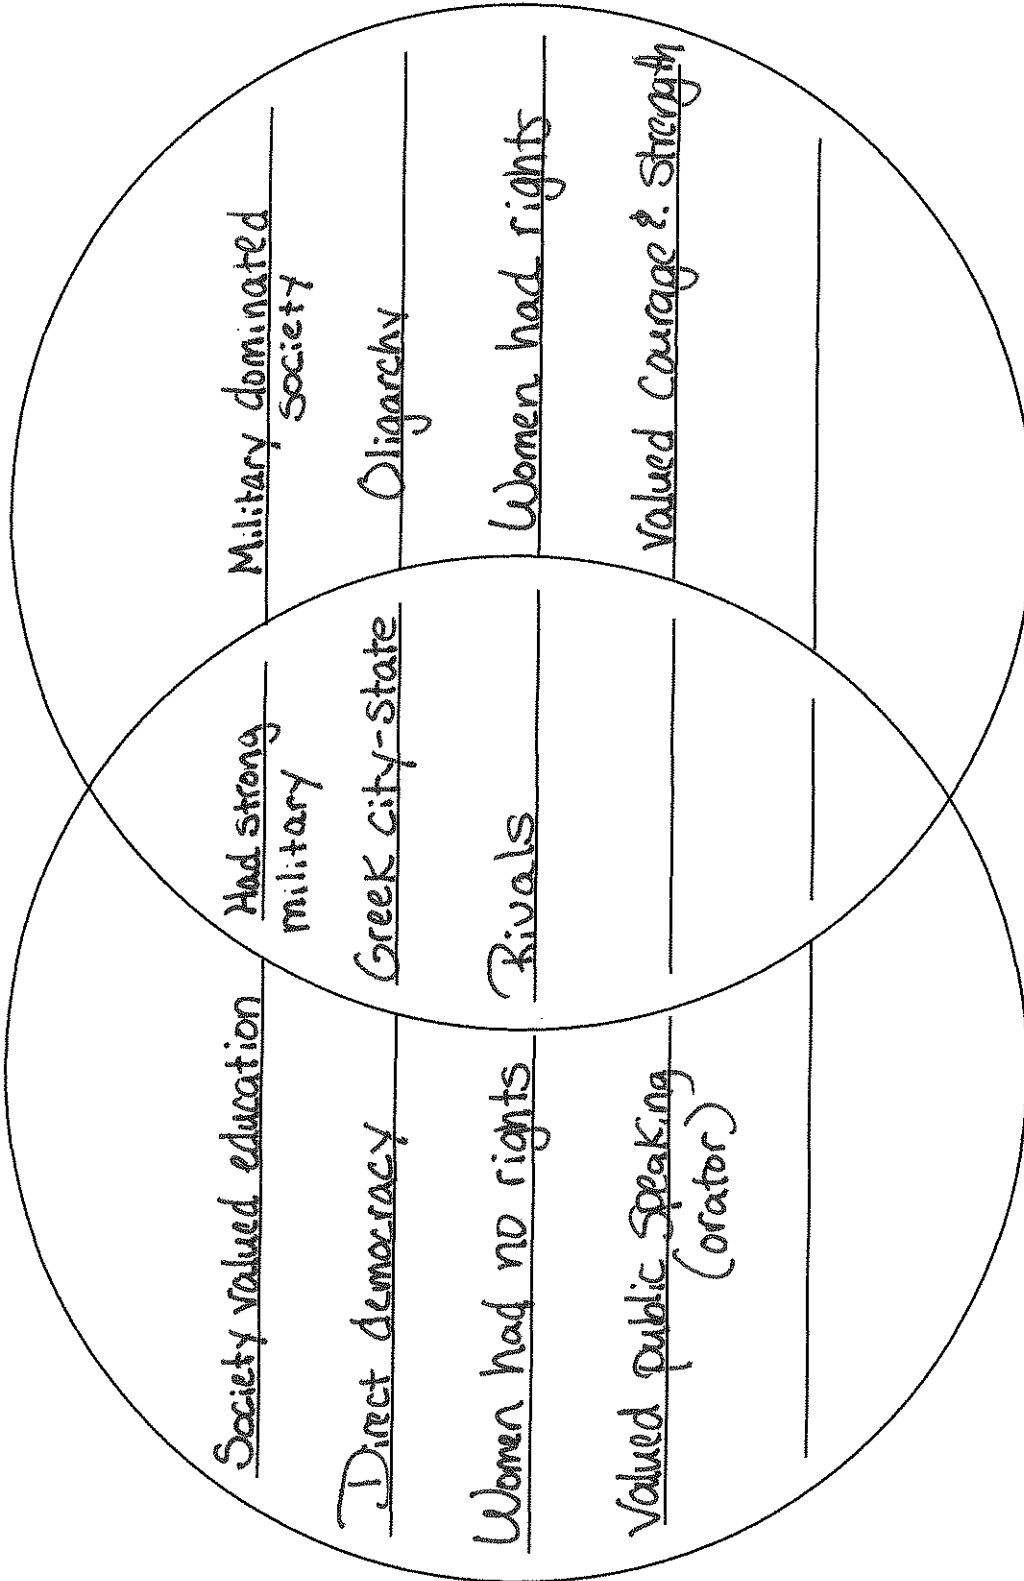 Society valued education
Direct democracy
Women had no rights
Valued public speaking
(orator)
Had strong
military
Greek city-state
Rivals
Military dominated
society
Oligarchy
Women had rights
Valued courage & strength